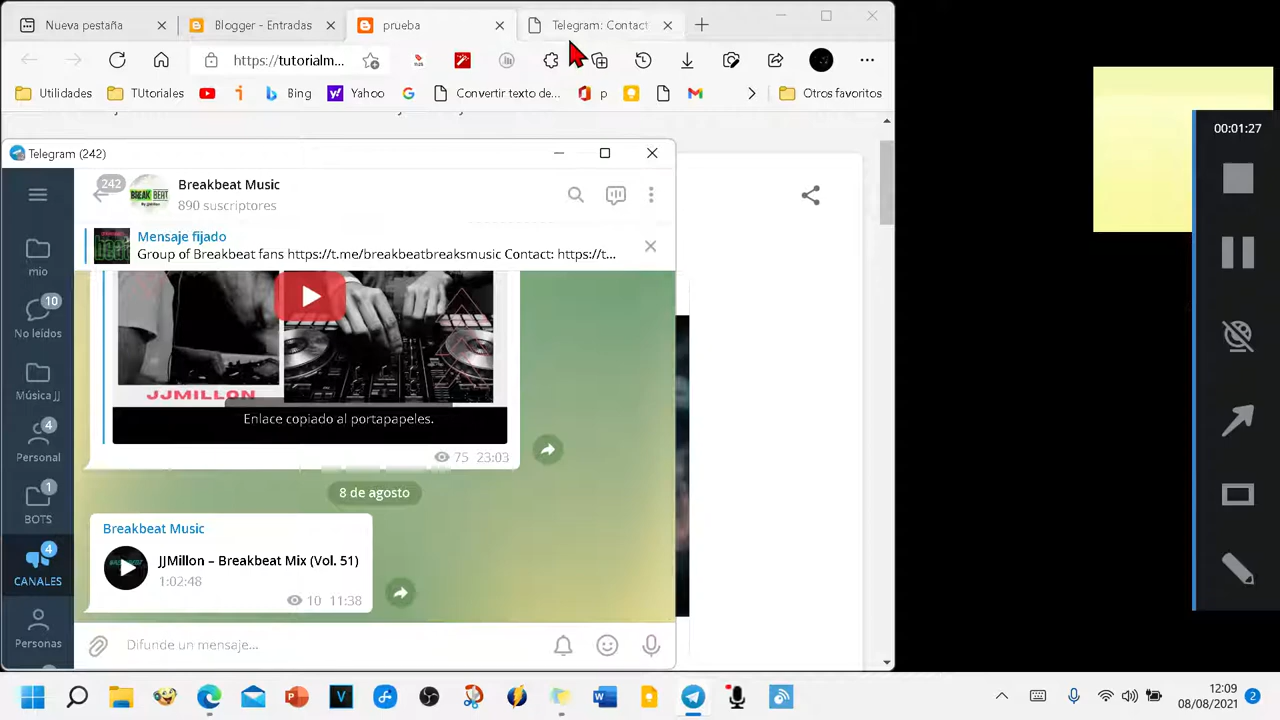 Nueva pestaña
Blogger - Entradas
prueba
Telegram: Contact
https://tutorialm...
Utilidades
TUtoriales
Bing
Yahoo
Convertir texto de...
p
Otros favoritos
00:01:27
Telegram (242)
242
BREAK BEAT
Breakbeat Music
890 suscriptores
Mensaje fijado
Group of Breakbeat fans https://t.me/breakbeatbreaksmusic Contact: https://t...
mio
10
No leídos
Música JJ
4
Personal
1
BOTS
4
CANALES
Personas
JJMILLON
Enlace copiado al portapapeles.
75 23:03
8 de agosto
Breakbeat Music
JJMillon – Breakbeat Mix (Vol. 51)
1:02:48
10 11:38
Difunde un mensaje...
12:09
08/08/2021
2